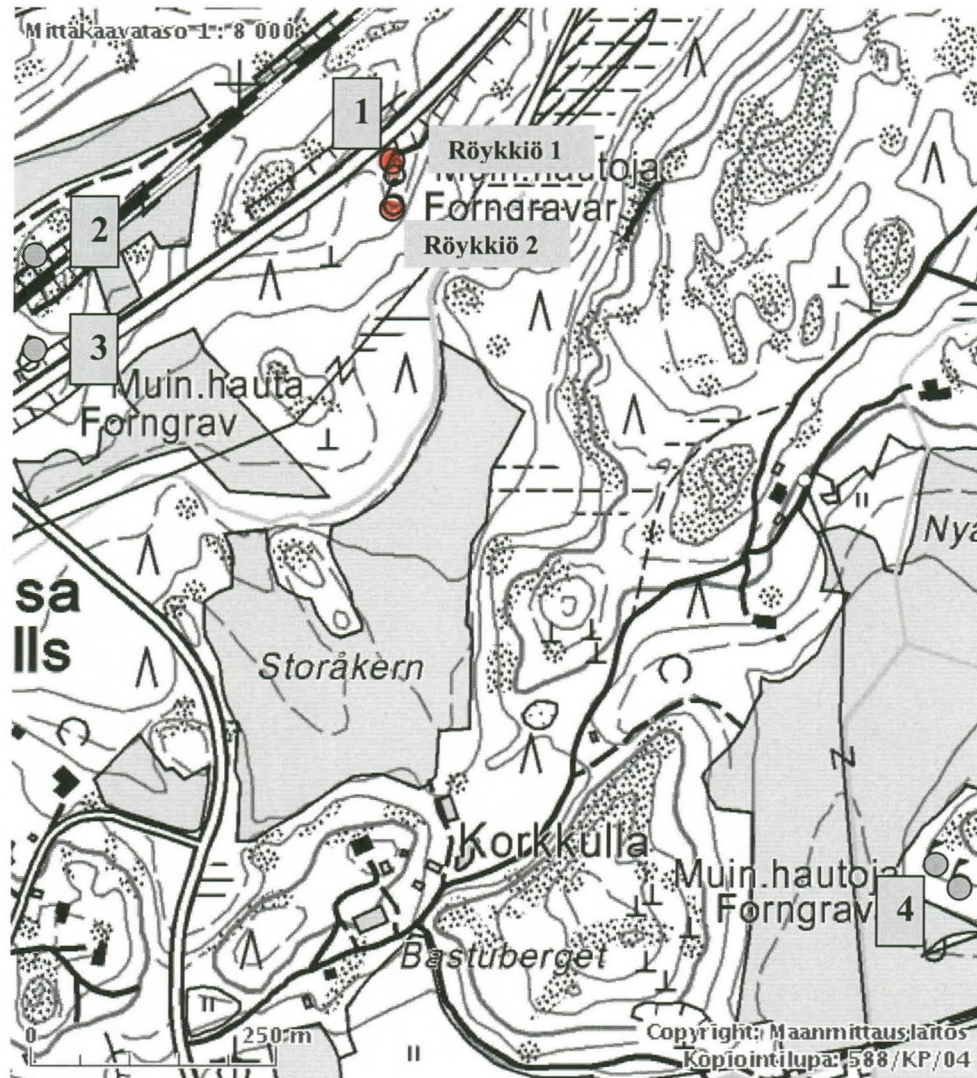 Mittakaavataso 1 : 8 000
1
Röykkiö 1
Muin.hautoja
Forngravar
Röykkiö 2
2
3
Muin.hauta
Forngrav
sa
lls
Storåkern
Nya
Korkkulla
Muin.hautoja
Forngrav
4
Bastuberget
0
250 m
Copyright: Maanmittauslaitos
Kopiointilupa: 588/KP/04